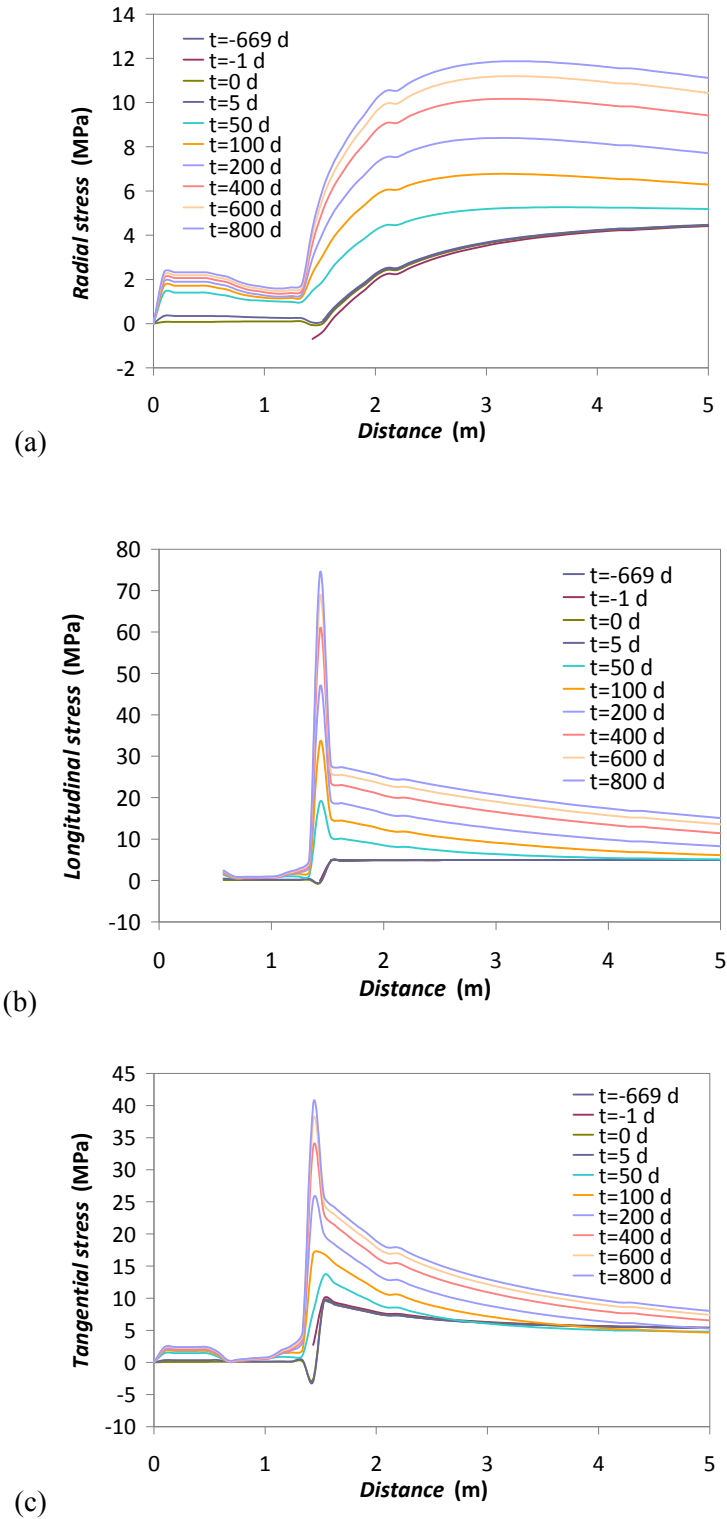 14
12
10
8
6
4
2
0
-2
Radial stress (MPa)
t=-669 d
t=-1 d
t=0 d
t=5 d
t=50 d
t=100 d
t=200 d
t=400 d
t=600 d
t=800 d
0 1 2 3 4 5
Distance (m)
(a)
80
70
60
50
40
30
20
10
0
-10
Longitudinal stress (MPa)
t=-669 d
t=-1 d
t=0 d
t=5 d
t=50 d
t=100 d
t=200 d
t=400 d
t=600 d
t=800 d
0 1 2 3 4 5
Distance (m)
(b)
45
40
35
30
25
20
15
10
5
0
-5
-10
Tangential stress (MPa)
t=-669 d
t=-1 d
t=0 d
t=5 d
t=50 d
t=100 d
t=200 d
t=400 d
t=600 d
t=800 d
0 1 2 3 4 5
Distance (m)
(c)